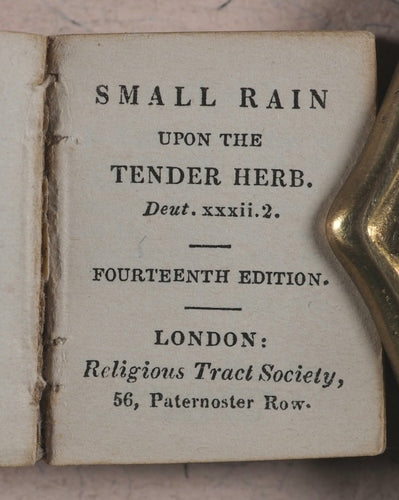 SMALL RAIN
UPON THE
TENDER HERB.
Deut. xxxii.2.
FOURTEENTH EDITION.
LONDON:
Religious Tract Society,
56, Paternoster Row.